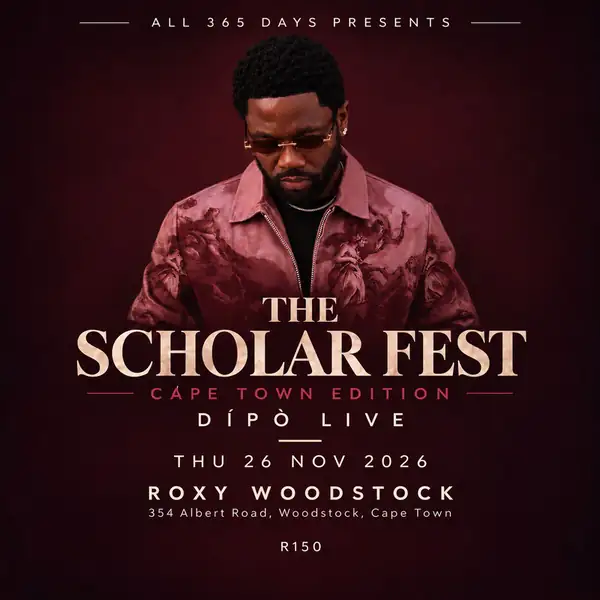 ALL 365 DAYS PRESENTS
THE
SCHOLAR FEST
CAPE TOWN EDITION
DÍPÒ LIVE
THU 26 NOV 2026
ROXY WOODSTOCK
354 Albert Road, Woodstock, Cape Town
R150